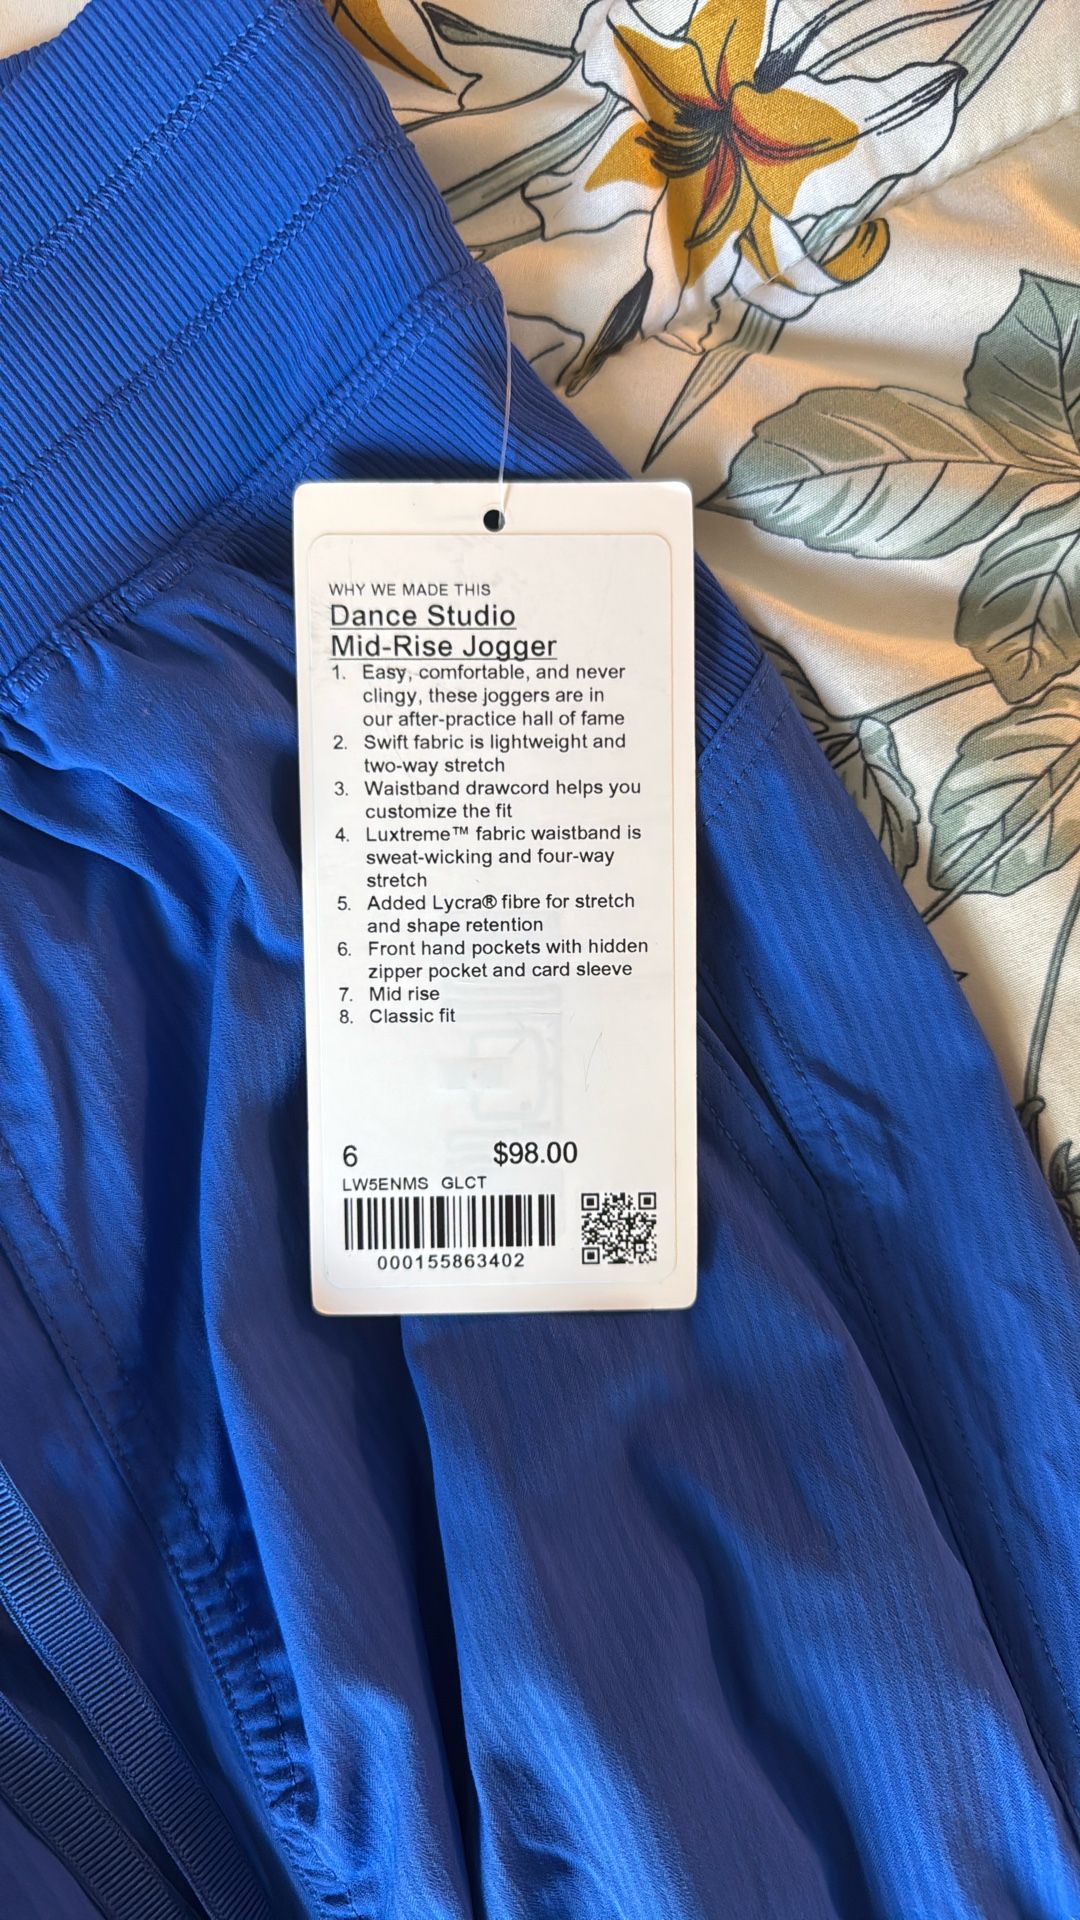 WHY WE MADE THIS
Dance Studio
Mid-Rise Jogger
1. Easy, comfortable, and never
clingy, these joggers are in
our after-practice hall of fame
2. Swift fabric is lightweight and
two-way stretch
3. Waistband drawcord helps you
customize the fit
4. Luxtreme™ fabric waistband is
sweat-wicking and four-way
stretch
5. Added Lycra® fibre for stretch
and shape retention
6. Front hand pockets with hidden
zipper pocket and card sleeve
7. Mid rise
8. Classic fit
6 $98.00
LW5ENMS GLCT
000155863402